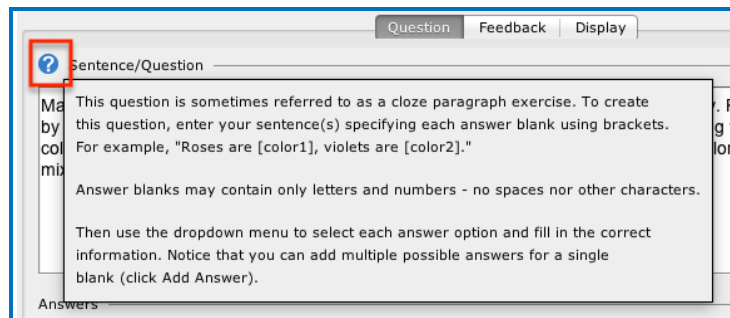 Question Feedback Display
Sentence/Question
This question is sometimes referred to as a cloze paragraph exercise. To create
this question, enter your sentence(s) specifying each answer blank using brackets.
For example, "Roses are [color1], violets are [color2]."
Answer blanks may contain only letters and numbers - no spaces nor other characters.
Then use the dropdown menu to select each answer option and fill in the correct
information. Notice that you can add multiple possible answers for a single
blank (click Add Answer).
Answers